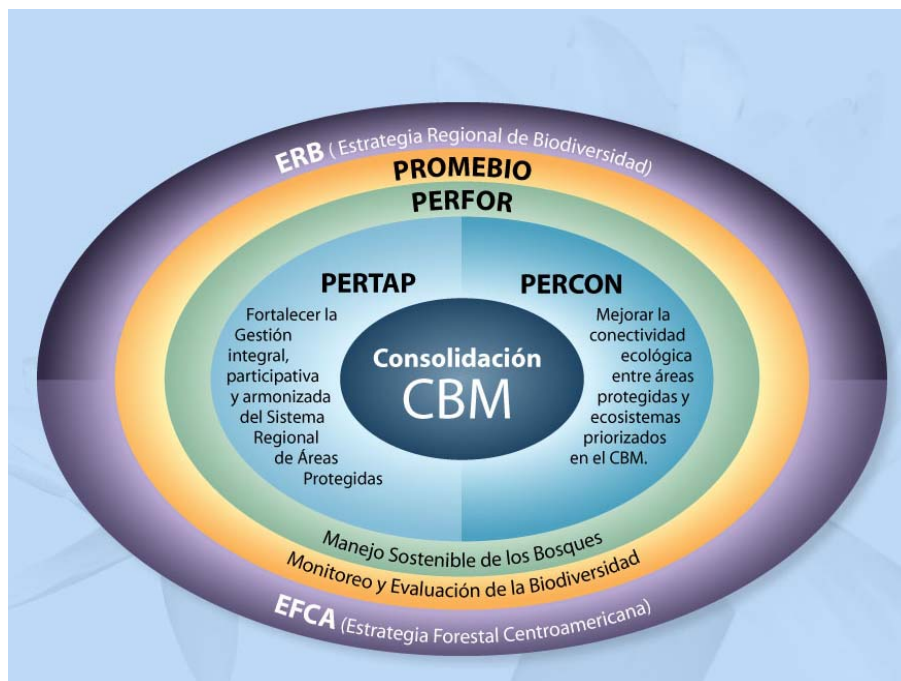 ERB ( Estrategia Regional de Biodiversidad)
PROMEBIO
PERFOR
PERTAP
Fortalecer la
Gestión
integral,
participativa
y armonizada
del Sistema
Regional
de Áreas
Protegidas
PERCON
Mejorar la
conectividad
ecológica
entre áreas
protegidas y
ecosistemas
priorizados
en el CBM.
Consolidación
CBM
Manejo Sostenible de los Bosques
Monitoreo y Evaluación de la Biodiversidad
EFCA (Estrategia Forestal Centroamericana)